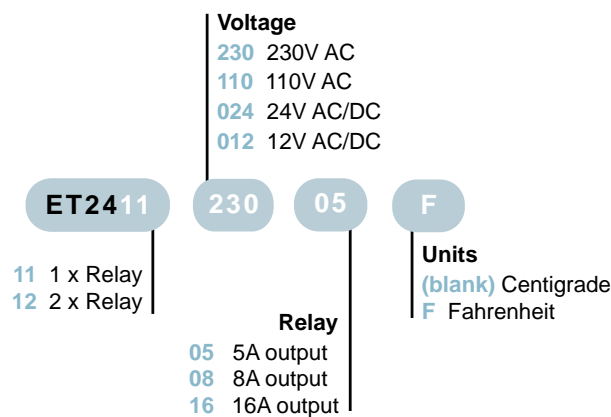 Voltage
230 230V AC
110 110V AC
024 24V AC/DC
012 12V AC/DC
ET2411 230 05 F
11 1 x Relay
12 2 x Relay
Units
(blank) Centigrade
F Fahrenheit
Relay
05 5A output
08 8A output
16 16A output